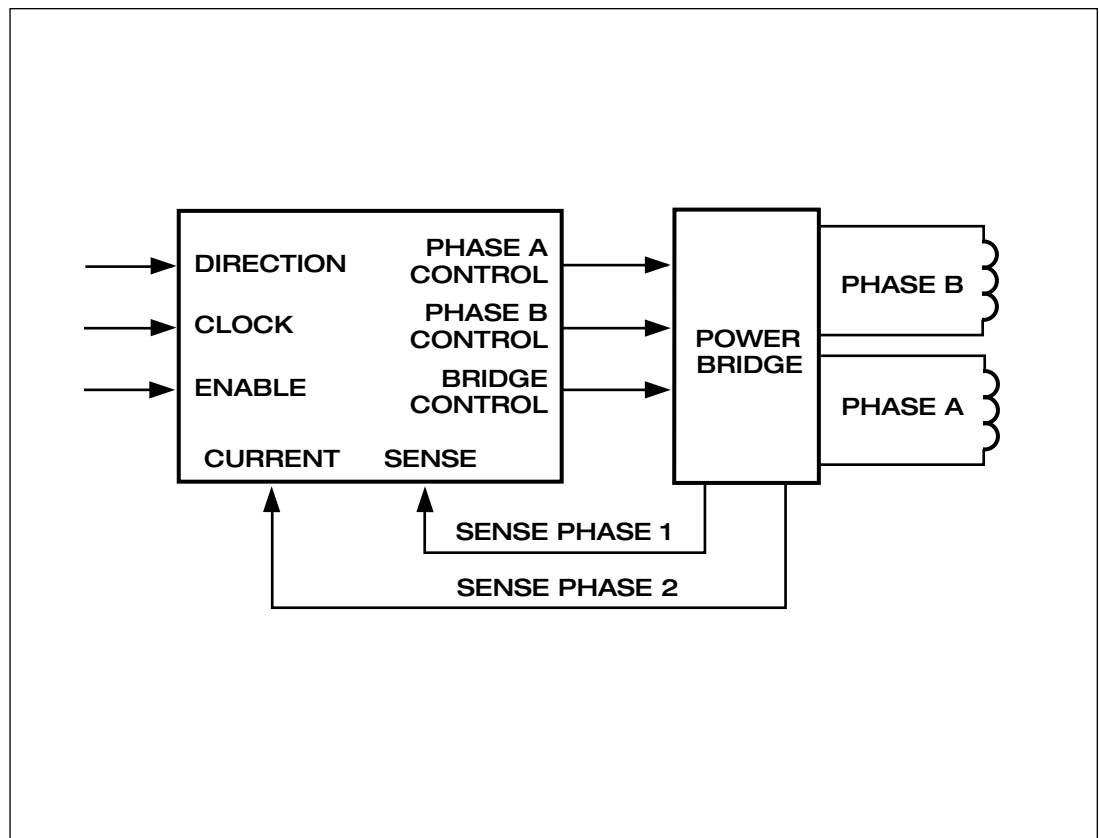 DIRECTION
CLOCK
ENABLE
PHASE A
CONTROL
PHASE B
CONTROL
BRIDGE
CONTROL
CURRENT SENSE
POWER
BRIDGE
PHASE B
PHASE A
SENSE PHASE 1
SENSE PHASE 2